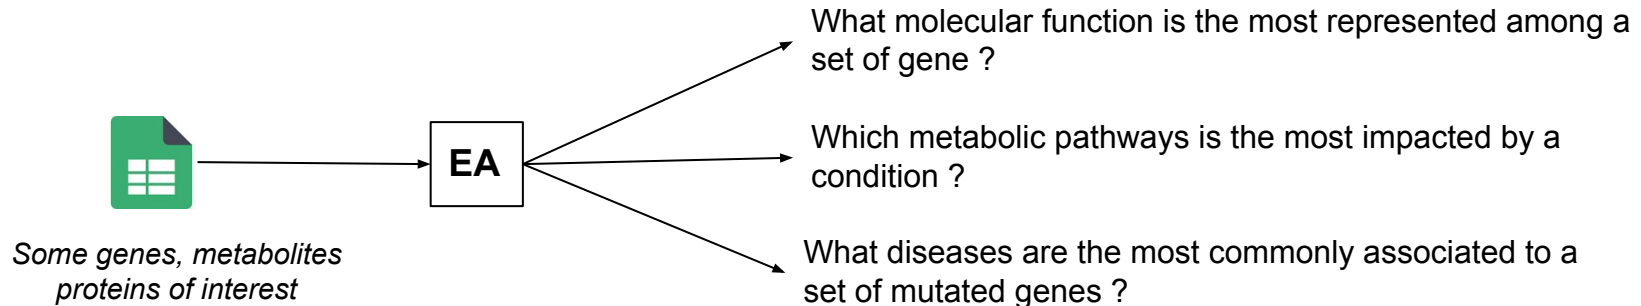 What molecular function is the most represented among a
set of gene ?
EA
Which metabolic pathways is the most impacted by a
condition ?
Some genes, metabolites
proteins of interest
What diseases are the most commonly associated to a
set of mutated genes ?